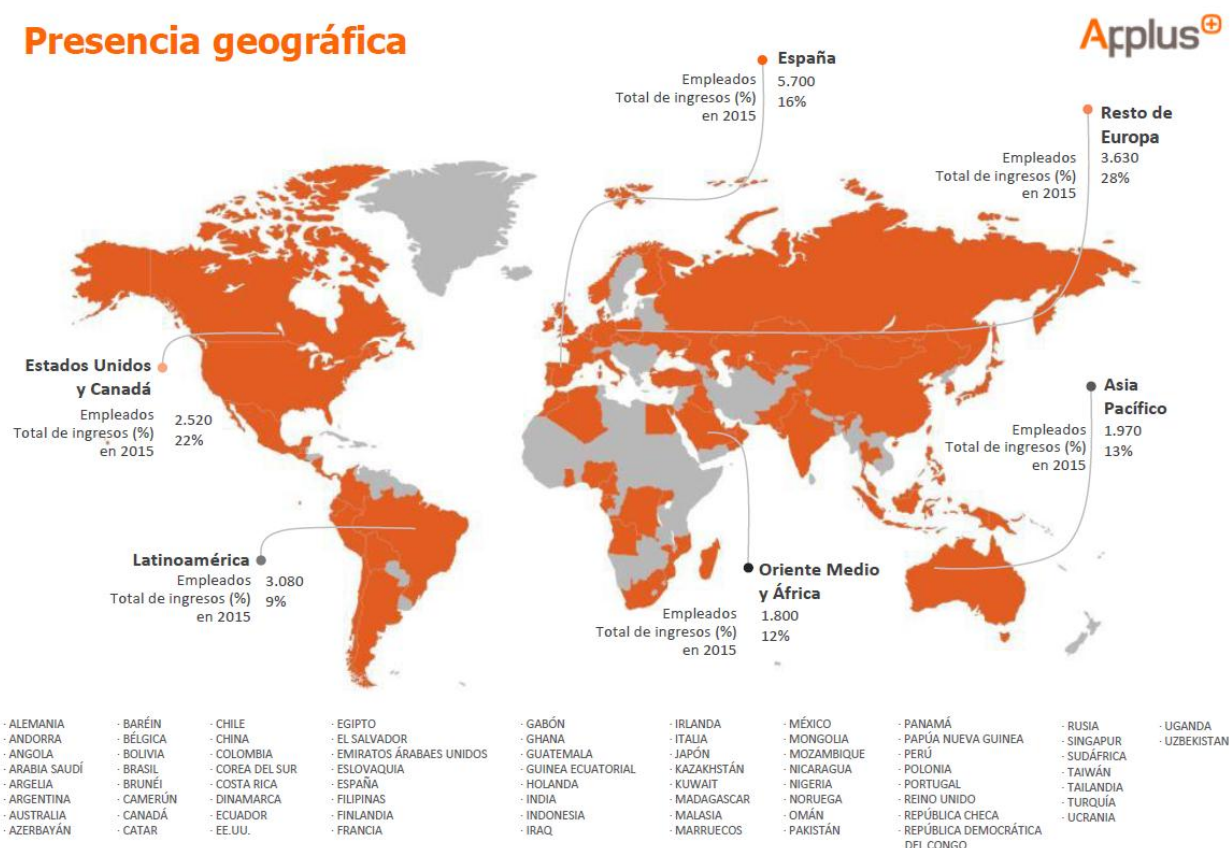 Presencia geográfica
Applus+
España
Empleados 5.700
Total de ingresos (%) 16%
en 2015
Resto de
Europa
Empleados 3.630
Total de ingresos (%) 28%
en 2015
Estados Unidos
y Canadá
Empleados 2.520
Total de ingresos (%) 22%
en 2015
Asia
Pacífico
Empleados 1.970
Total de ingresos (%) 13%
en 2015
Latinoamérica
Empleados 3.080
Total de ingresos (%) 9%
en 2015
Oriente Medio
y África
Empleados 1.800
Total de ingresos (%) 12%
en 2015
· ALEMANIA
· ANDORRA
· ANGOLA
· ARABIA SAUDÍ
· ARGELIA
· ARGENTINA
· AUSTRALIA
· AZERBAYÁN
· BARÉIN
· BÉLGICA
· BOLIVIA
· BRASIL
· BRUNÉI
· CAMERÚN
· CANADÁ
· CATAR
· CHILE
· CHINA
· COLOMBIA
· COREA DEL SUR
· COSTA RICA
· DINAMARCA
· ECUADOR
· EE.UU.
· EGIPTO
· EL SALVADOR
· EMIRATOS ÁRABAES UNIDOS
· ESLOVAQUIA
· ESPAÑA
· FILIPINAS
· FINLANDIA
· FRANCIA
· GABÓN
· GHANA
· GUATEMALA
· GUINEA ECUATORIAL
· HOLANDA
· INDIA
· INDONESIA
· IRAQ
· IRLANDA
· ITALIA
· JAPÓN
· KAZAKHSTÁN
· KUWAIT
· MADAGASCAR
· MALASIA
· MARRUECOS
· MÉXICO
· MONGOLIA
· MOZAMBIQUE
· NICARAGUA
· NIGERIA
· NORUEGA
· OMÁN
· PAKISTÁN
· PANAMÁ
· PAPÚA NUEVA GUINEA
· PERÚ
· POLONIA
· PORTUGAL
· REINO UNIDO
· REPÚBLICA CHECA
· REPÚBLICA DEMOCRÁTICA
DEL CONGO
· RUSIA
· SINGAPUR
· SUDÁFRICA
· TAIWÁN
· TAILANDIA
· TURQUÍA
· UCRANIA
· UGANDA
· UZBEKISTAN